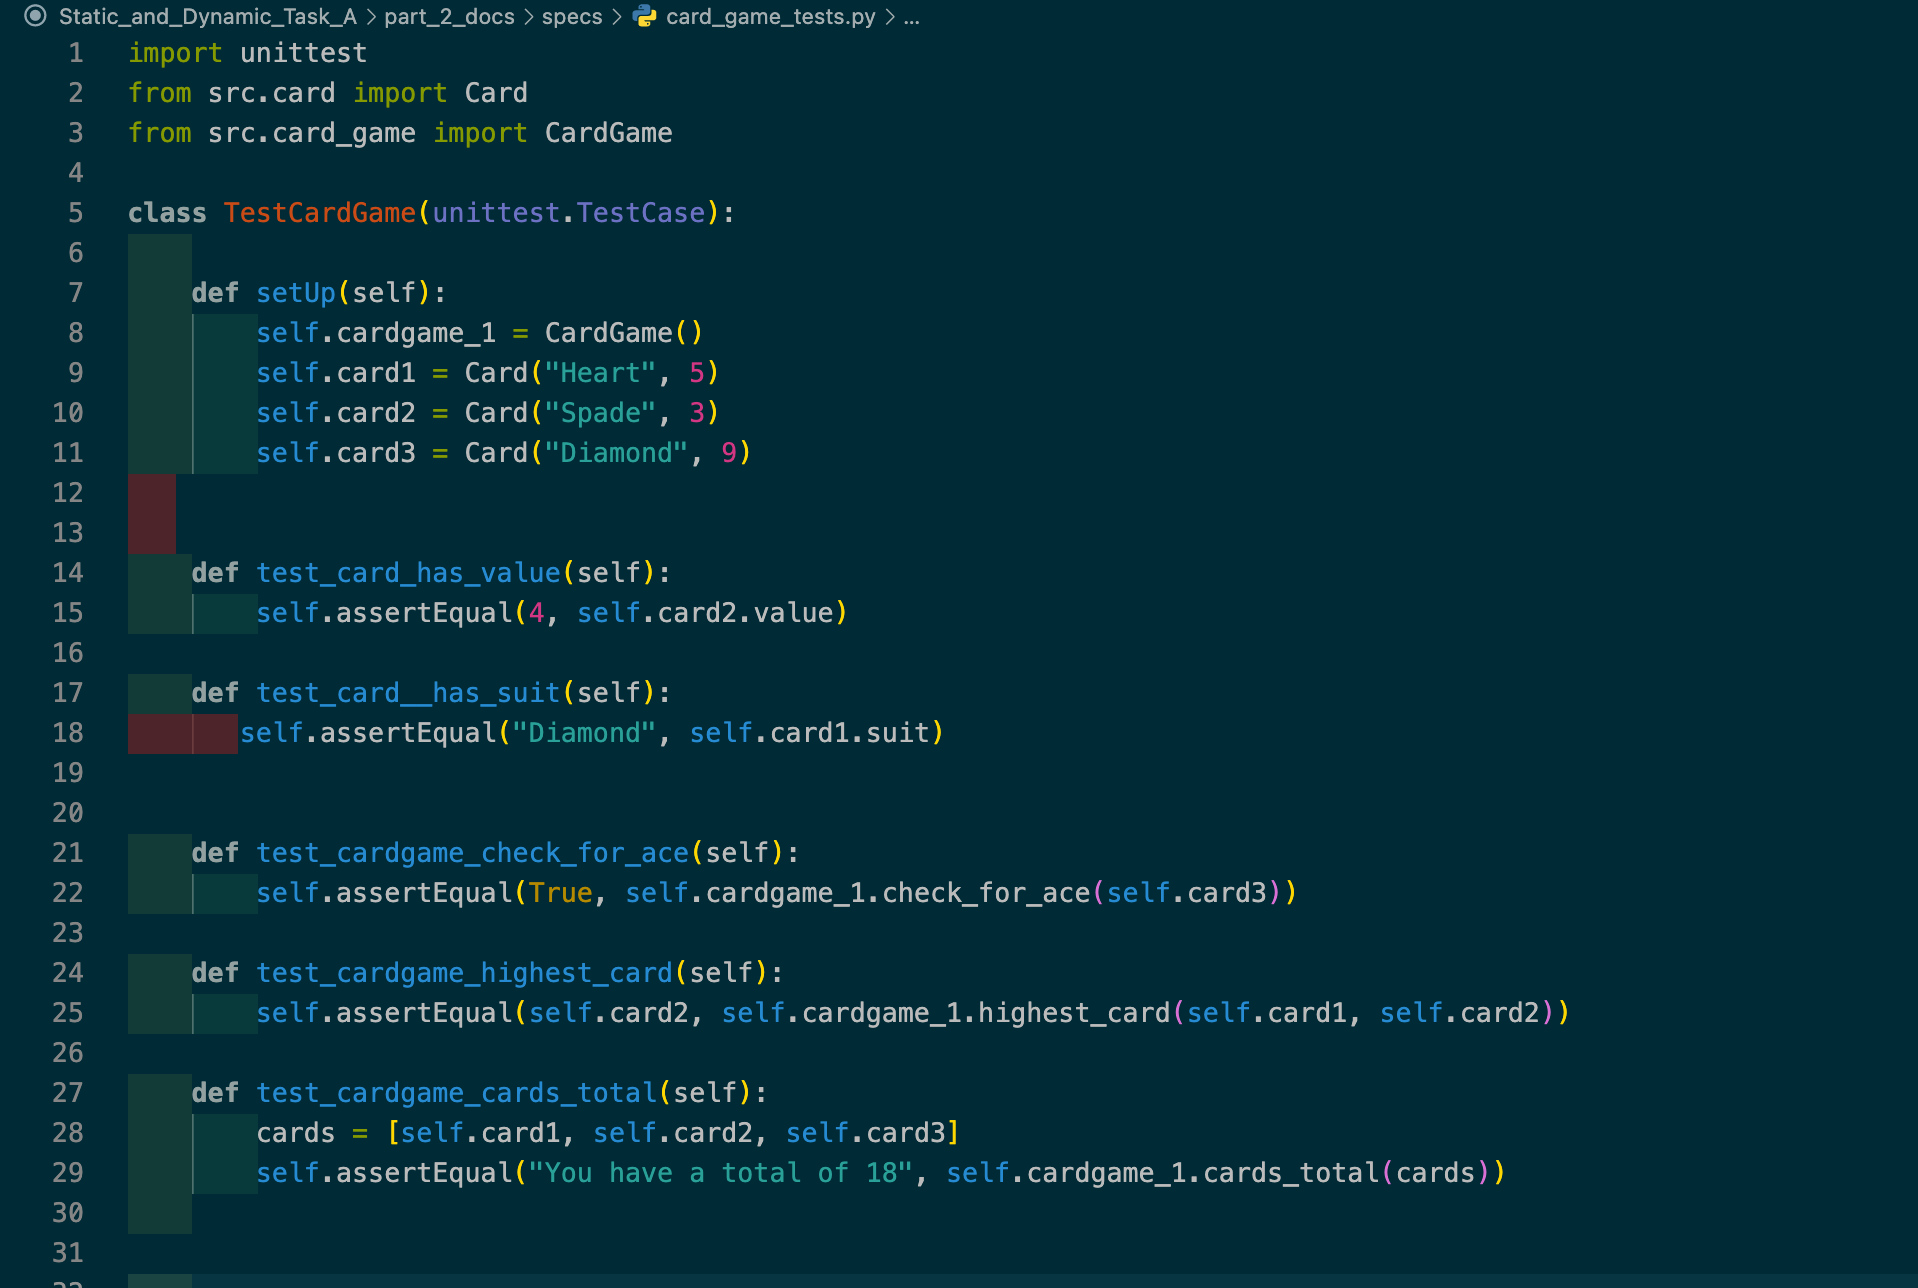 Static_and_Dynamic_Task_A > part_2_docs > specs > card_game_tests.py > ...
1 import unittest
2 from src.card import Card
3 from src.card_game import CardGame
4
5 class TestCardGame(unittest.TestCase):
6
7     def setUp(self):
8         self.cardgame_1 = CardGame()
9         self.card1 = Card("Heart", 5)
10         self.card2 = Card("Spade", 3)
11         self.card3 = Card("Diamond", 9)
12
13
14     def test_card_has_value(self):
15         self.assertEqual(4, self.card2.value)
16
17     def test_card__has_suit(self):
18        self.assertEqual("Diamond", self.card1.suit)
19
20
21     def test_cardgame_check_for_ace(self):
22         self.assertEqual(True, self.cardgame_1.check_for_ace(self.card3))
23
24     def test_cardgame_highest_card(self):
25         self.assertEqual(self.card2, self.cardgame_1.highest_card(self.card1, self.card2))
26
27     def test_cardgame_cards_total(self):
28         cards = [self.card1, self.card2, self.card3]
29         self.assertEqual("You have a total of 18", self.cardgame_1.cards_total(cards))
30
31